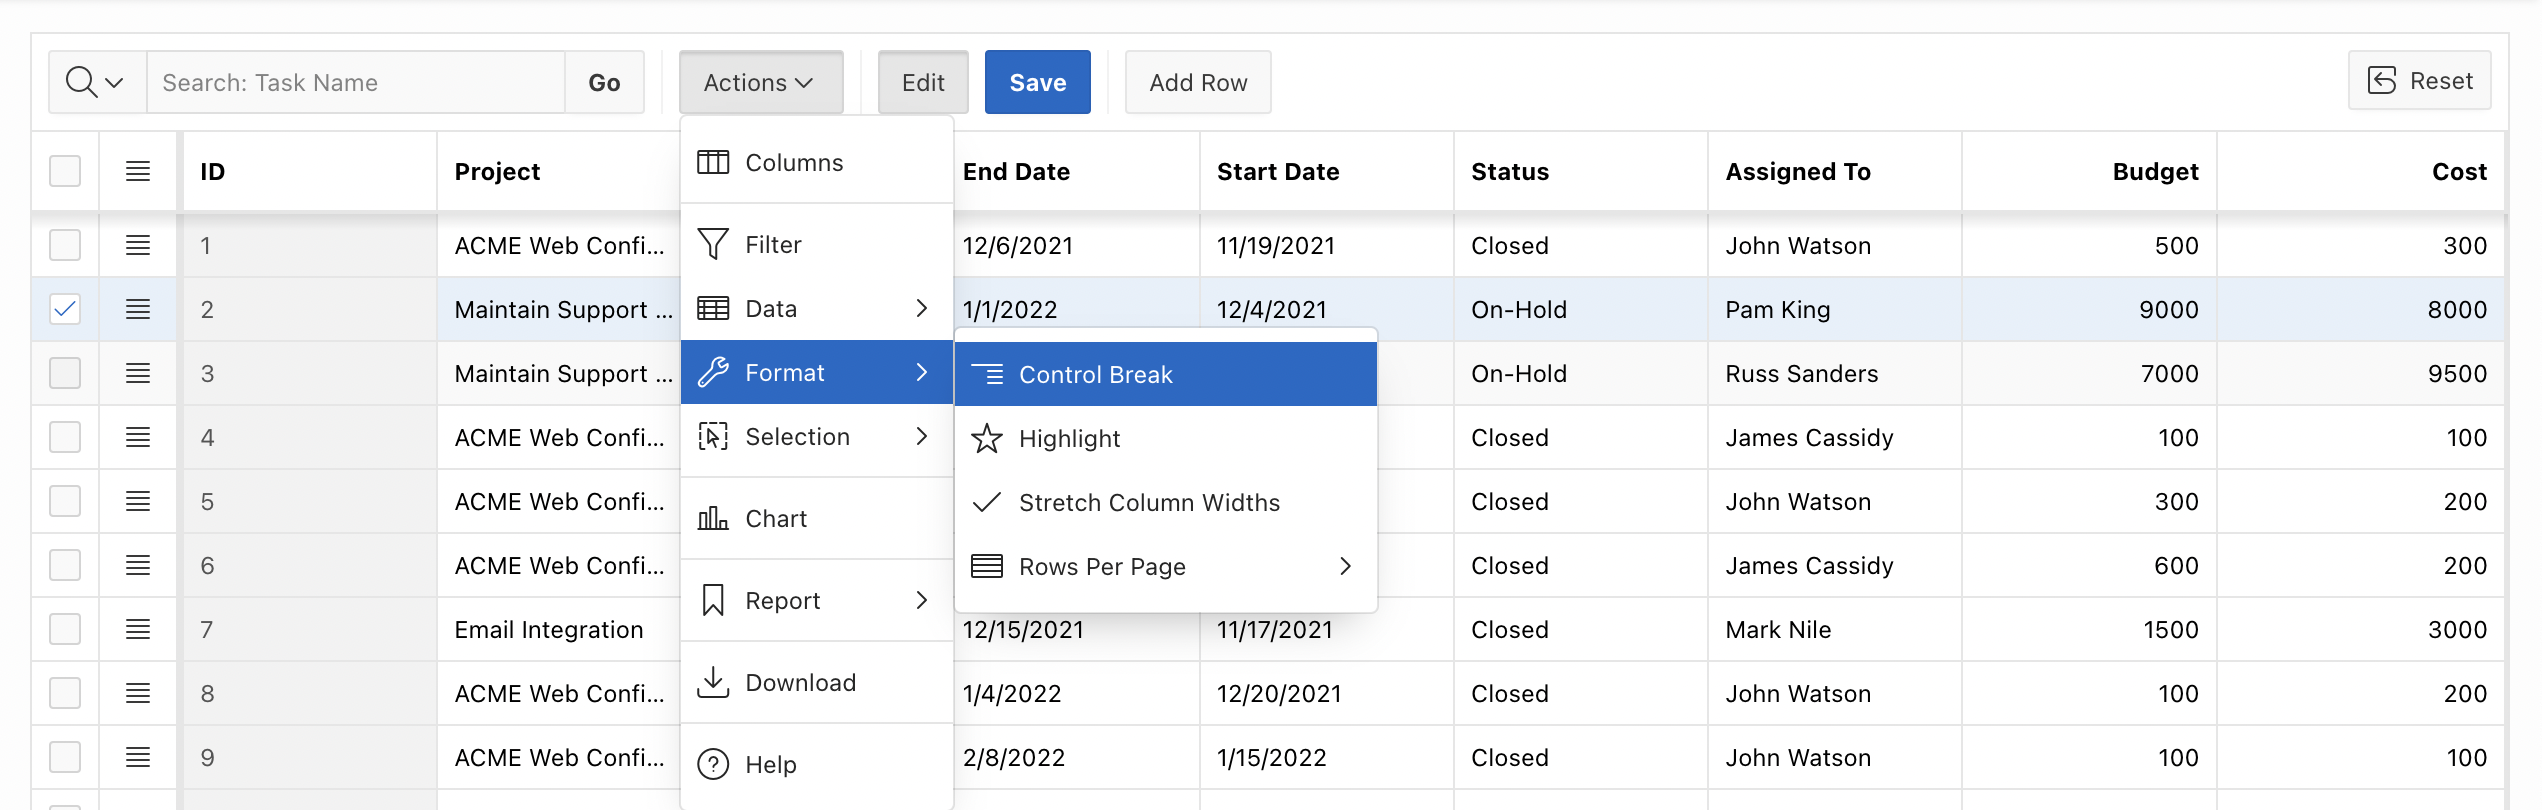 Search: Task Name Go Actions Edit Save Add Row Reset
ID Project End Date Start Date Status Assigned To Budget Cost
1 ACME Web Confi... 12/6/2021 11/19/2021 Closed John Watson 500 300
2 Maintain Support ... 1/1/2022 12/4/2021 On-Hold Pam King 9000 8000
3 Maintain Support ... On-Hold Russ Sanders 7000 9500
4 ACME Web Confi... Closed James Cassidy 100 100
5 ACME Web Confi... Closed John Watson 300 200
6 ACME Web Confi... Closed James Cassidy 600 200
7 Email Integration 12/15/2021 11/17/2021 Closed Mark Nile 1500 3000
8 ACME Web Confi... 1/4/2022 12/20/2021 Closed John Watson 100 200
9 ACME Web Confi... 2/8/2022 1/15/2022 Closed John Watson 100 100
Columns
Filter
Data
Format
Selection
Chart
Report
Download
Help
Control Break
Highlight
Stretch Column Widths
Rows Per Page